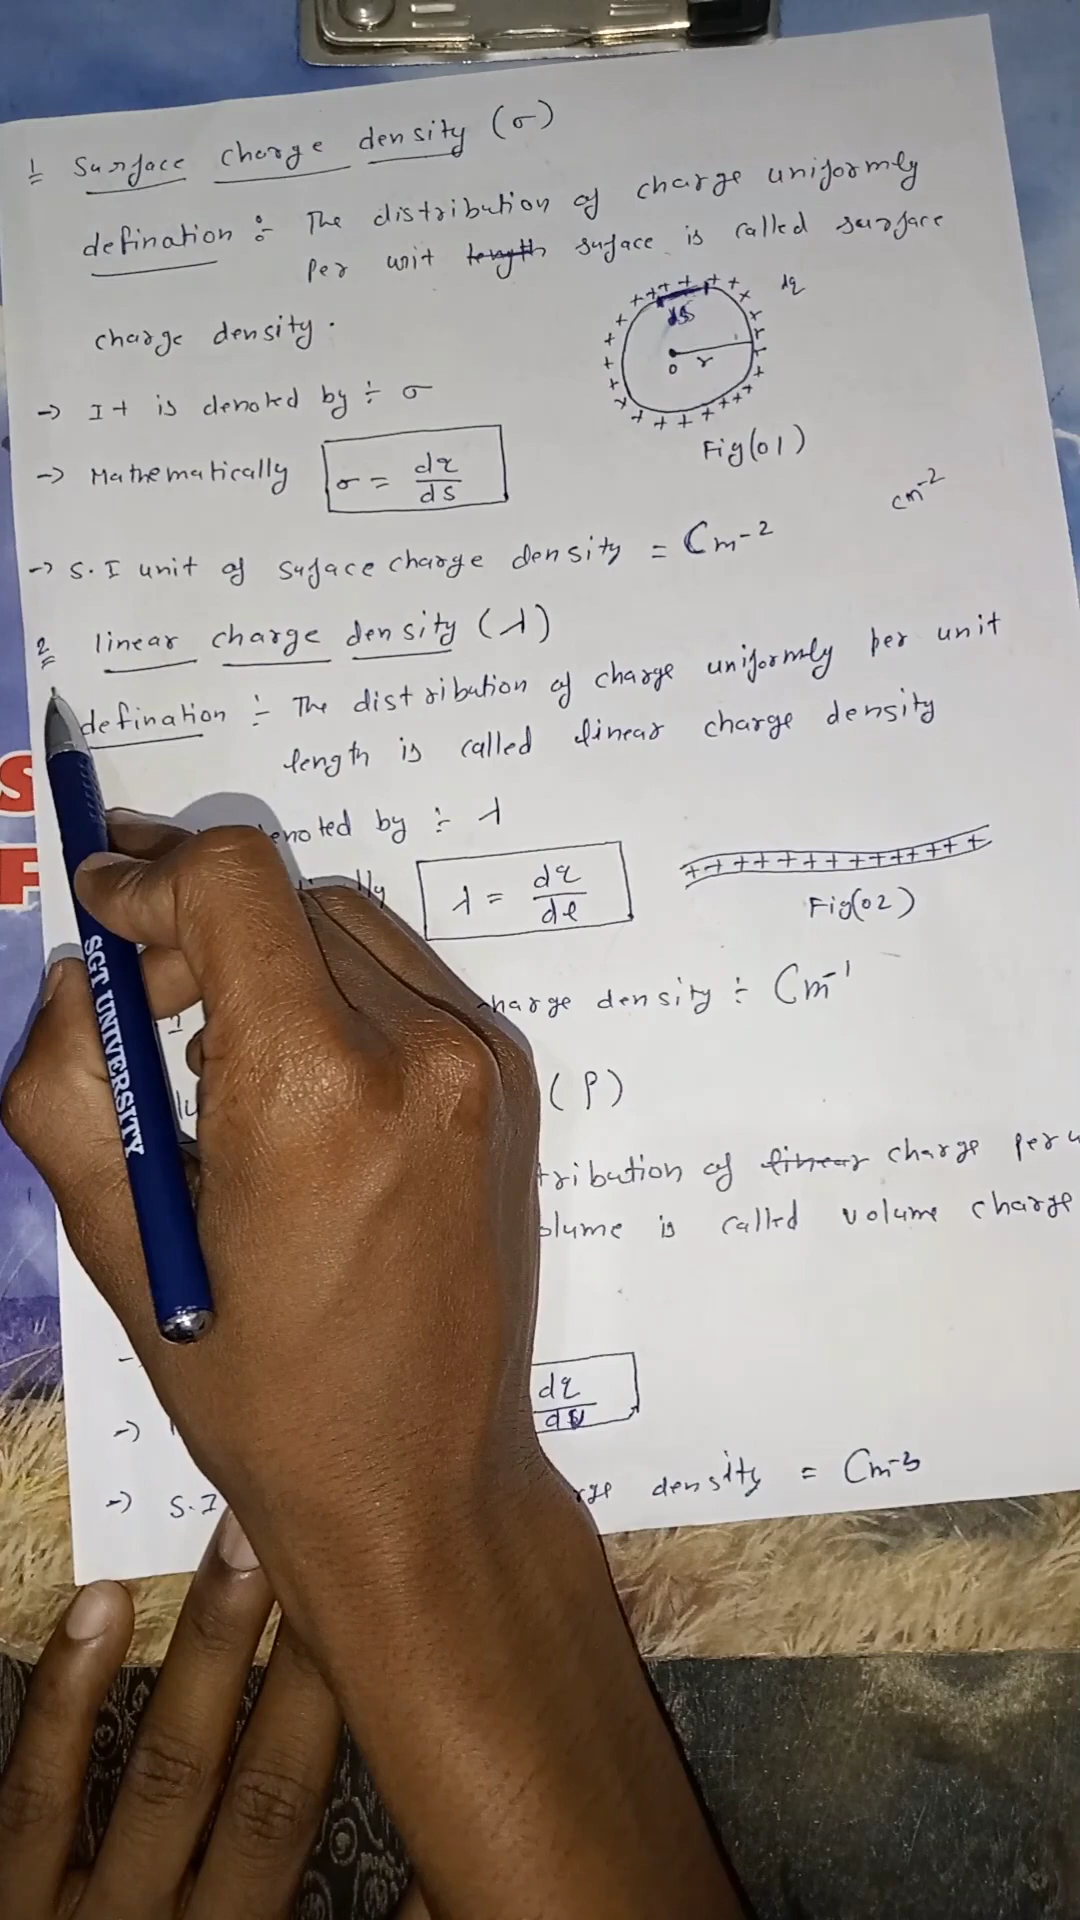 1 Surface charge density (σ)
defination ÷ The distribution of charge uniformly
per unit length suface is called surface
charge density.
dq
ds
o r
→ It is denoted by ÷ σ
Fig(01)
→ Mathematically σ = dq/ds
cm⁻²
→ S.I unit of suface charge density = Cm⁻²
2 linear charge density (λ)
defination ÷ The distribution of charge uniformly per unit
length is called linear charge density
enoted by ÷ λ
λ = dq/dl
Fig(02)
harge density ÷ Cm⁻¹
(ρ)
tribution of linear charge per u
olume is called volume charge
dq/dv
→ S.I density = Cm⁻³
SGT UNIVERSITY
S
F